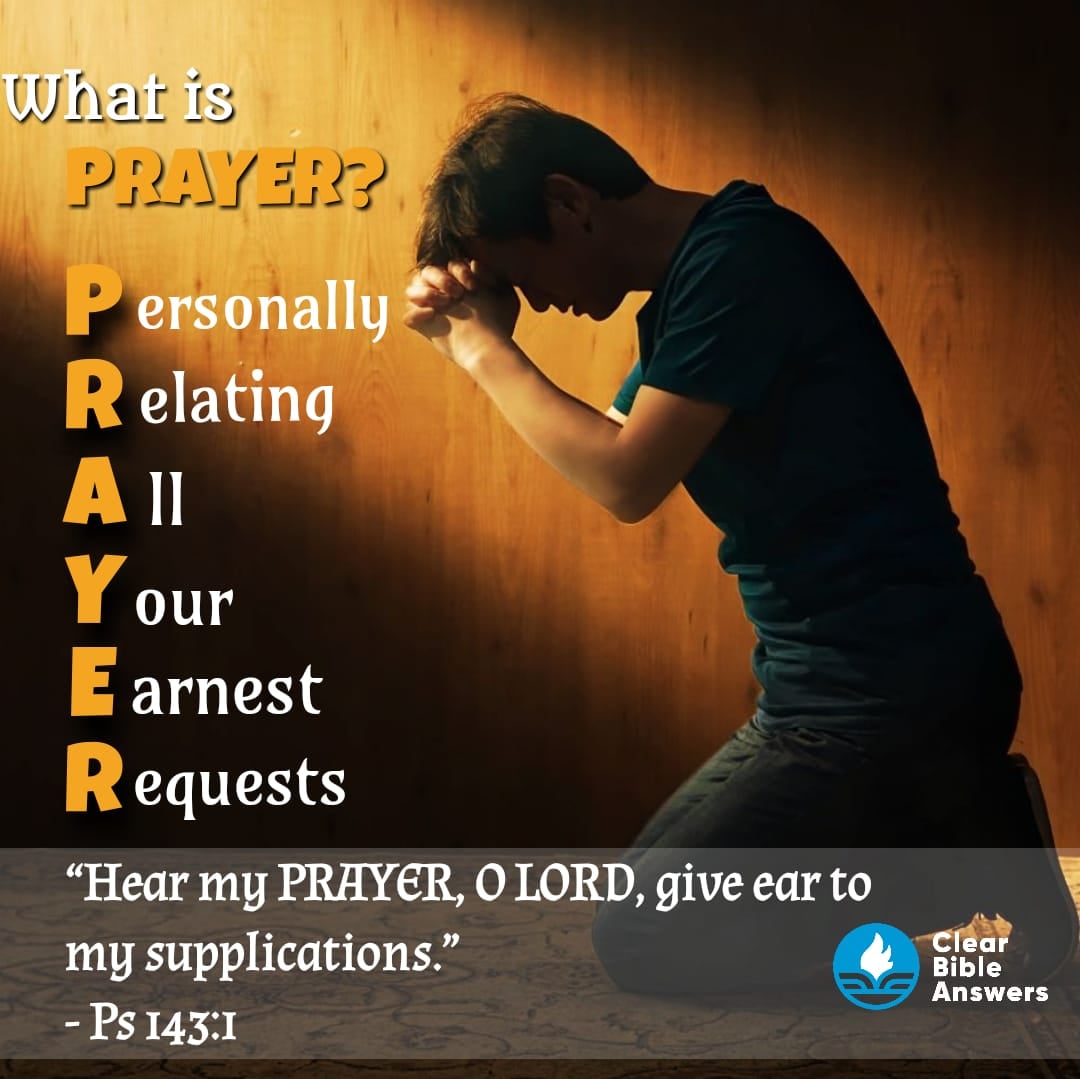 What is
PRAYER?
Personally
Relating
All
Your
Earnest
Requests
“Hear my PRAYER, O LORD, give ear to
my supplications.”
- Ps 143:1
Clear
Bible
Answers